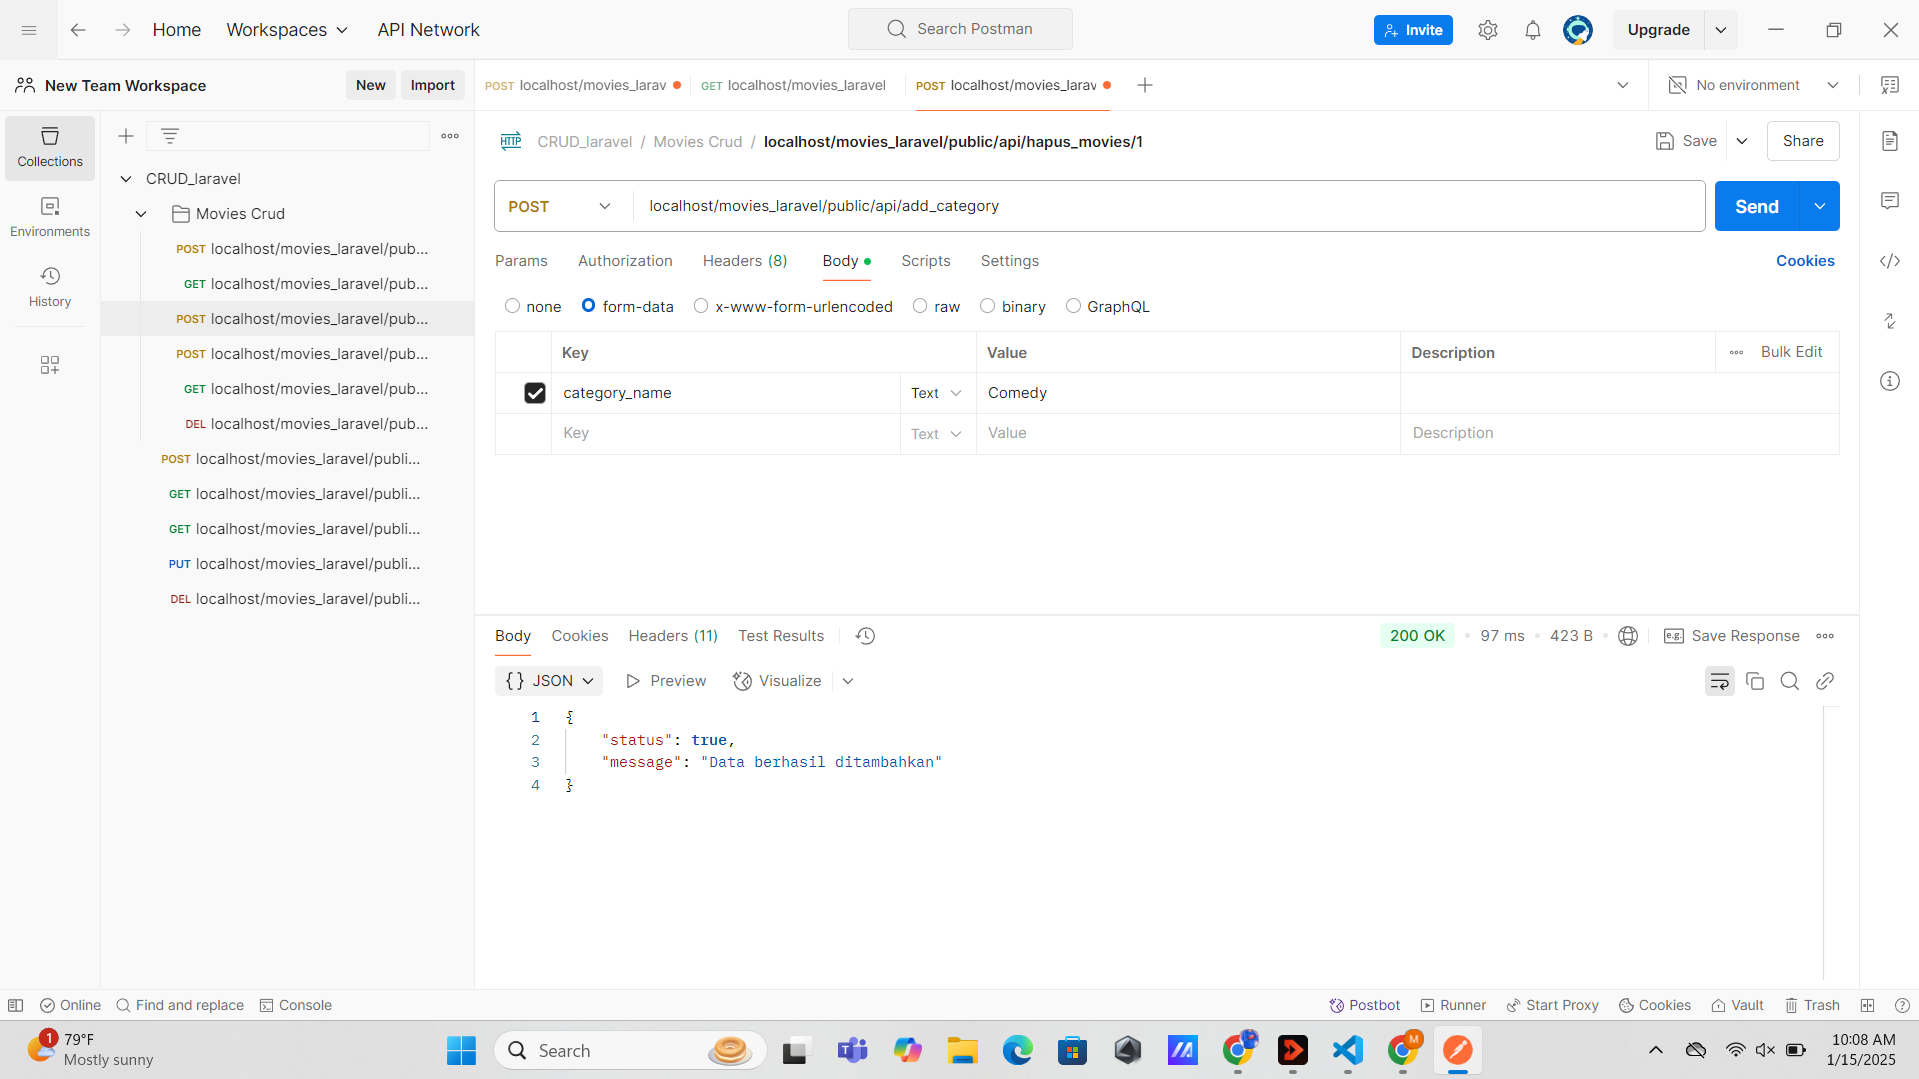 Home Workspaces API Network Search Postman Invite Upgrade
New Team Workspace New Import POST localhost/movies_larav GET localhost/movies_laravel POST localhost/movies_larav No environment
Collections
Environments
History
CRUD_laravel
Movies Crud
POST localhost/movies_laravel/pub...
GET localhost/movies_laravel/pub...
POST localhost/movies_laravel/pub...
POST localhost/movies_laravel/pub...
GET localhost/movies_laravel/pub...
DEL localhost/movies_laravel/pub...
POST localhost/movies_laravel/publi...
GET localhost/movies_laravel/publi...
GET localhost/movies_laravel/publi...
PUT localhost/movies_laravel/publi...
DEL localhost/movies_laravel/publi...
HTTP CRUD_laravel / Movies Crud / localhost/movies_laravel/public/api/hapus_movies/1 Save Share
POST localhost/movies_laravel/public/api/add_category Send
Params Authorization Headers (8) Body Scripts Settings Cookies
none form-data x-www-form-urlencoded raw binary GraphQL
Key Value Description Bulk Edit
category_name Text Comedy
Key Text Value Description
Body Cookies Headers (11) Test Results 200 OK 97 ms 423 B e.g. Save Response
{} JSON Preview Visualize
1 {
2 "status": true,
3 "message": "Data berhasil ditambahkan"
4 }
Online Find and replace Console Postbot Runner Start Proxy Cookies Vault Trash
1 79°F
Mostly sunny
Search
M
10:08 AM
1/15/2025